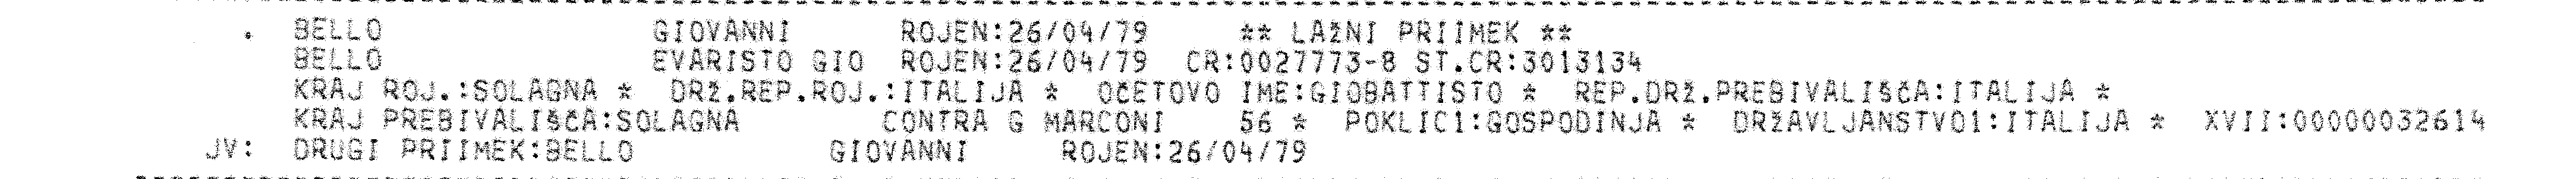 . BELLO GIOVANNI ROJEN:26/04/79 ** LAŽNI PRIIMEK **
BELLO EVARISTO GIO ROJEN:26/04/79 CR:0027773-8 ST.CR:3013134
KRAJ ROJ.:SOLAGNA * DRŽ.REP.ROJ.:ITALIJA * OČETOVO IME:GIOBATTISTO * REP.DRŽ.PREBIVALIŠČA:ITALIJA *
KRAJ PREBIVALIŠČA:SOLAGNA CONTRA G MARCONI 56 * POKLIC1:GOSPODINJA * DRŽAVLJANSTVO1:ITALIJA * XVII:00000032614
JV: DRUGI PRIIMEK:BELLO GIOVANNI ROJEN:26/04/79